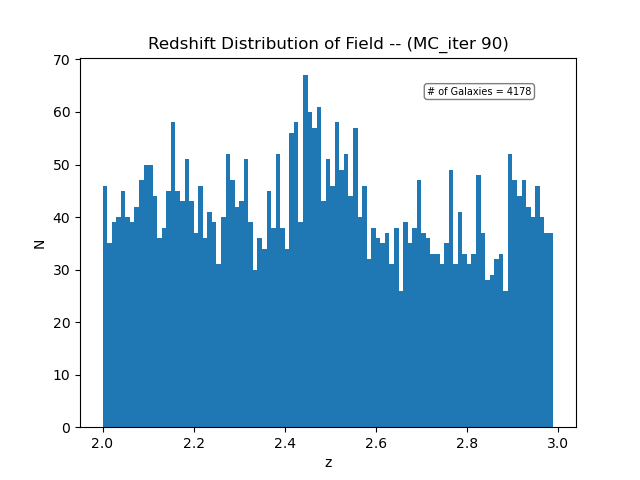 Redshift Distribution of Field -- (MC_iter 90)
# of Galaxies = 4178
70
60
50
40
30
20
10
0
N
2.0 2.2 2.4 2.6 2.8 3.0
z